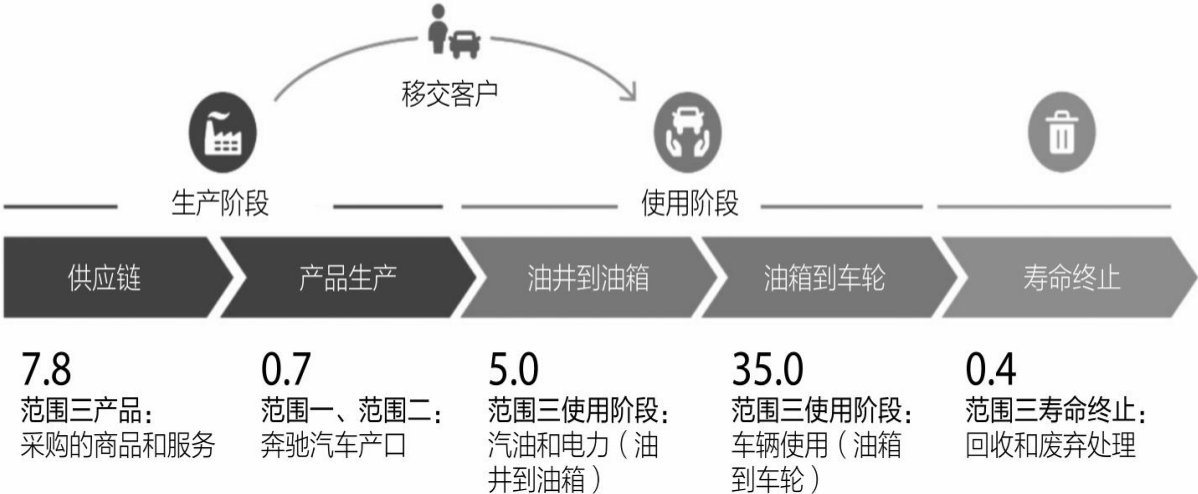 移交客户
生产阶段
使用阶段
供应链
产品生产
油井到油箱
油箱到车轮
寿命终止
7.8
范围三产品：
采购的商品和服务
0.7
范围一、范围二：
奔驰汽车产口
5.0
范围三使用阶段：
汽油和电力（油
井到油箱）
35.0
范围三使用阶段：
车辆使用（油箱
到车轮）
0.4
范围三寿命终止：
回收和废弃处理